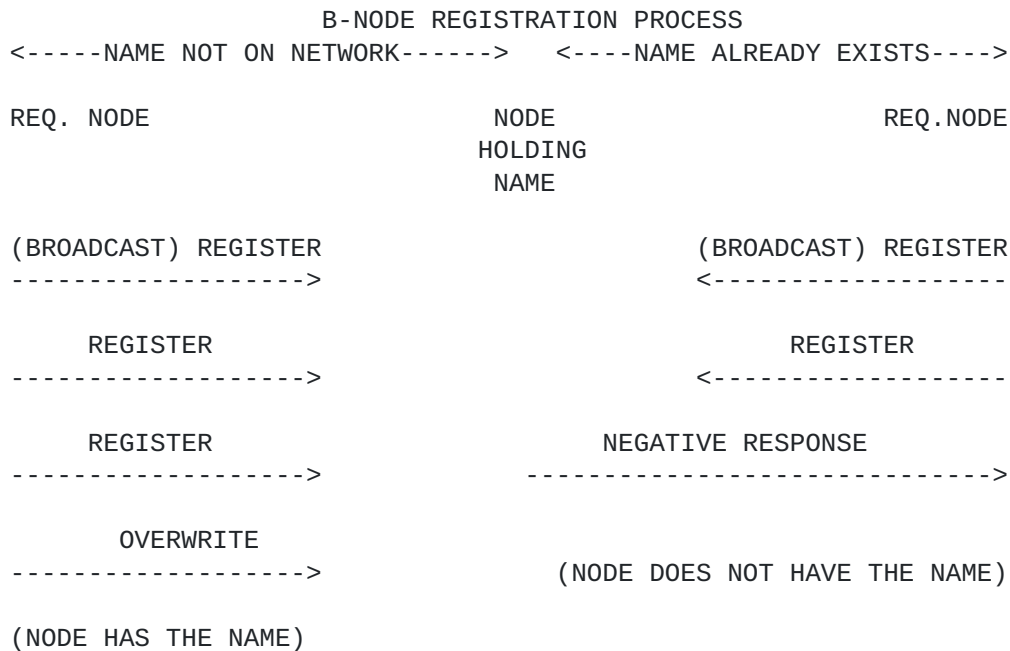 B-NODE REGISTRATION PROCESS
<-----NAME NOT ON NETWORK------> <----NAME ALREADY EXISTS---->
REQ. NODE NODE REQ.NODE
HOLDING
NAME
(BROADCAST) REGISTER (BROADCAST) REGISTER
-------------------> <-------------------
REGISTER REGISTER
-------------------> <-------------------
REGISTER NEGATIVE RESPONSE
-------------------> ------------------------------>
OVERWRITE
-------------------> (NODE DOES NOT HAVE THE NAME)
(NODE HAS THE NAME)